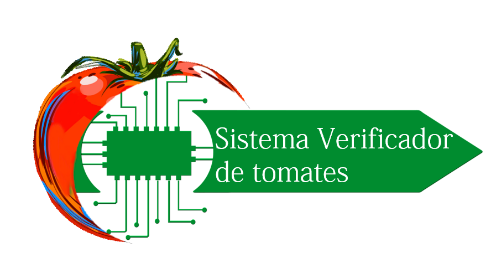 Sistema Verificador
de tomates